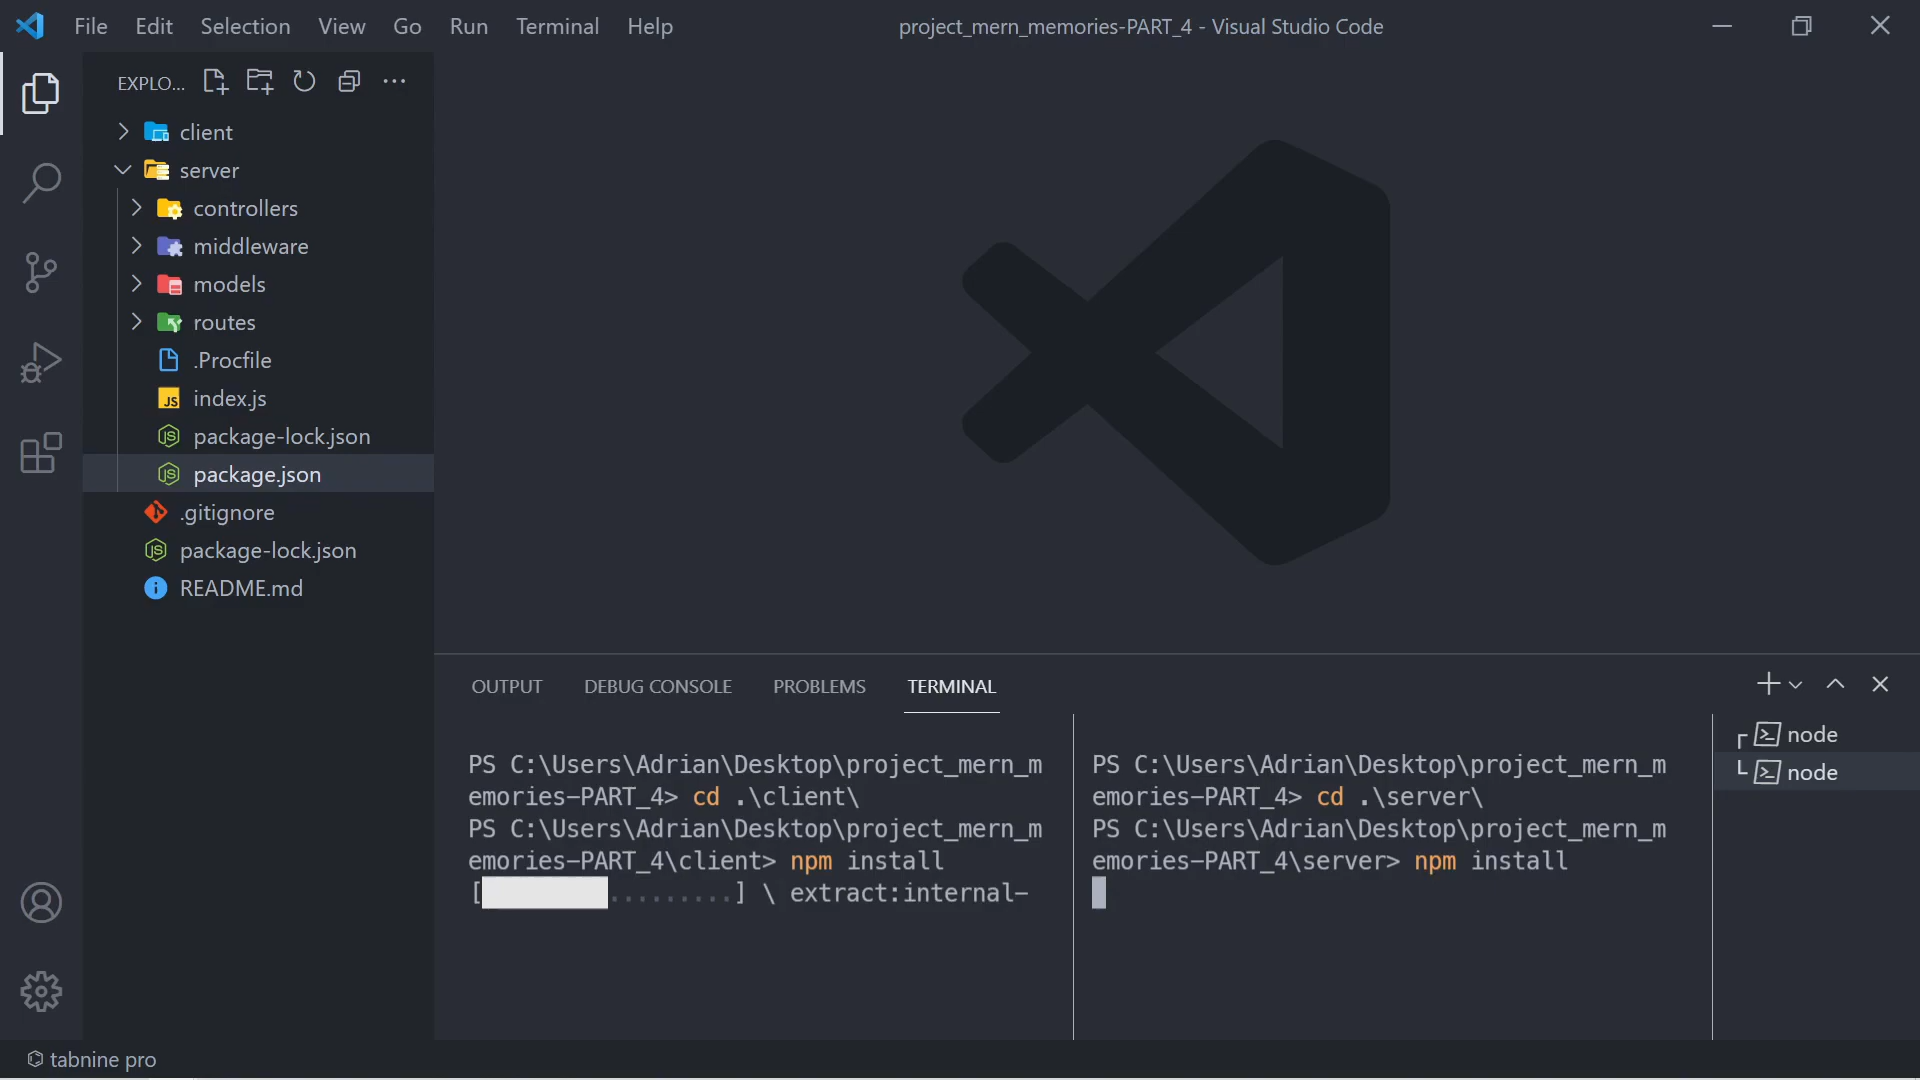 File Edit Selection View Go Run Terminal Help
project_mern_memories-PART_4 - Visual Studio Code
EXPLO...
client
server
controllers
middleware
models
routes
.Procfile
JS index.js
JS package-lock.json
JS package.json
.gitignore
JS package-lock.json
README.md
OUTPUT DEBUG CONSOLE PROBLEMS TERMINAL
PS C:\Users\Adrian\Desktop\project_mern_m
emories-PART_4> cd .\client\
PS C:\Users\Adrian\Desktop\project_mern_m
emories-PART_4\client> npm install
[.........] \ extract:internal-
PS C:\Users\Adrian\Desktop\project_mern_m
emories-PART_4> cd .\server\
PS C:\Users\Adrian\Desktop\project_mern_m
emories-PART_4\server> npm install
node
node
tabnine pro